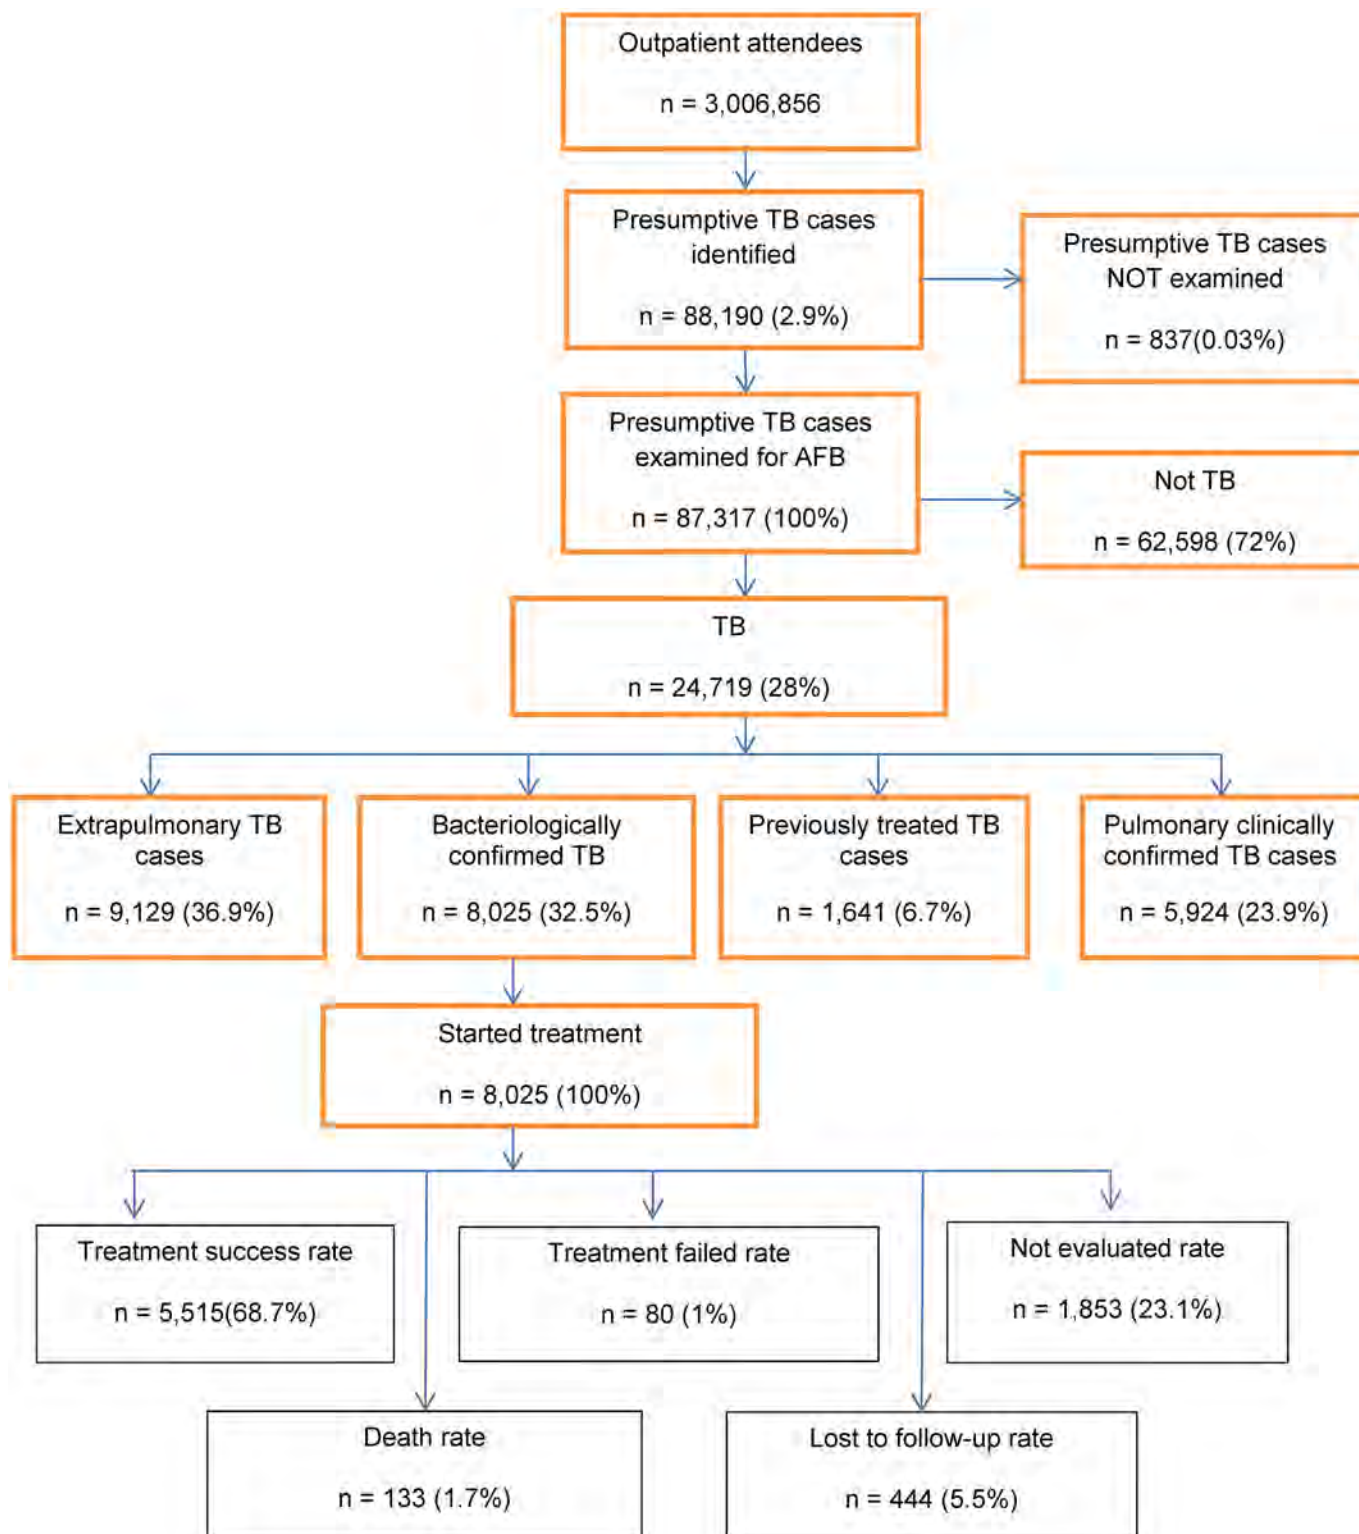 Outpatient attendees
n = 3,006,856
Presumptive TB cases
identified
n = 88,190 (2.9%)
Presumptive TB cases
NOT examined
n = 837(0.03%)
Presumptive TB cases
examined for AFB
n = 87,317 (100%)
Not TB
n = 62,598 (72%)
TB
n = 24,719 (28%)
Extrapulmonary TB
cases
n = 9,129 (36.9%)
Bacteriologically
confirmed TB
n = 8,025 (32.5%)
Previously treated TB
cases
n = 1,641 (6.7%)
Pulmonary clinically
confirmed TB cases
n = 5,924 (23.9%)
Started treatment
n = 8,025 (100%)
Treatment success rate
n = 5,515(68.7%)
Treatment failed rate
n = 80 (1%)
Not evaluated rate
n = 1,853 (23.1%)
Death rate
n = 133 (1.7%)
Lost to follow-up rate
n = 444 (5.5%)